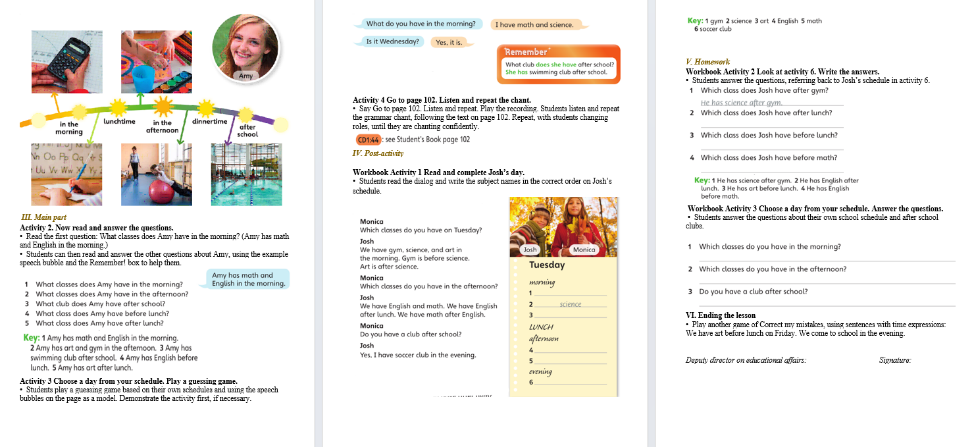 Amy
in the
morning
lunchtime
in the
afternoon
dinnertime
after
school
III. Main part
Activity 2. Now read and answer the questions.
• Read the first question: What classes does Amy have in the morning? (Amy has math
and English in the morning.)
• Students can then read and answer the other questions about Amy, using the example
speech bubble and the Remember! box to help them.
Amy has math and
English in the morning.
1 What classes does Amy have in the morning?
2 What classes does Amy have in the afternoon?
3 What club does Amy have after school?
4 What class does Amy have before lunch?
5 What class does Amy have after lunch?
Key: 1 Amy has math and English in the morning.
2 Amy has art and gym in the afternoon. 3 Amy has
swimming club after school. 4 Amy has English before
lunch. 5 Amy has art after lunch.
Activity 3 Choose a day from your schedule. Play a guessing game.
• Students play a guessing game based on their own schedules and using the speech
bubbles on the page as a model. Demonstrate the activity first, if necessary.
What do you have in the morning?
I have math and science.
Is it Wednesday?
Yes, it is.
Remember
What club does she have after school?
She has swimming club after school.
Activity 4 Go to page 102. Listen and repeat the chant.
• Say Go to page 102. Listen and repeat. Play the recording. Students listen and repeat
the grammar chant, following the text on page 102. Repeat, with students changing
roles, until they are chanting confidently.
CD1:44: see Student's Book page 102
IV. Post-activity
Workbook Activity 1 Read and complete Josh's day.
• Students read the dialog and write the subject names in the correct order on Josh's
schedule.
Monica
Which classes do you have on Tuesday?
Josh
We have gym, science, and art in
the morning. Gym is before science.
Art is after science.
Monica
Which classes do you have in the afternoon?
Josh
We have English and math. We have English
after lunch. We have math after English.
Monica
Do you have a club after school?
Josh
Yes, I have soccer club in the evening.
Josh
Monica
Tuesday
morning
1
2 science
3
LUNCH
afternoon
4
5
evening
6
Key: 1 gym 2 science 3 art 4 English 5 math
6 soccer club
V. Homework
Workbook Activity 2 Look at activity 6. Write the answers.
• Students answer the questions, referring back to Josh's schedule in activity 6.
1 Which class does Josh have after gym?
He has science after gym.
2 Which class does Josh have after lunch?
3 Which class does Josh have before lunch?
4 Which class does Josh have before math?
Key: 1 He has science after gym. 2 He has English after
lunch. 3 He has art before lunch. 4 He has English
before math.
Workbook Activity 3 Choose a day from your schedule. Answer the questions.
• Students answer the questions about their own school schedule and after school
clubs.
1 Which classes do you have in the morning?
2 Which classes do you have in the afternoon?
3 Do you have a club after school?
VI. Ending the lesson
• Play another game of Correct my mistakes, using sentences with time expressions:
We have art before lunch on Friday. We come to school in the evening.
Deputy director on educational affairs: Signature: